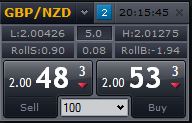 GBP/NZD 2 20:15:45 X
L:2.00426 5.0 H:2.01275
RollS:0.90 0.08 RollB:-1.94
2.00 48 3 2.00 53 3
Sell 100 Buy